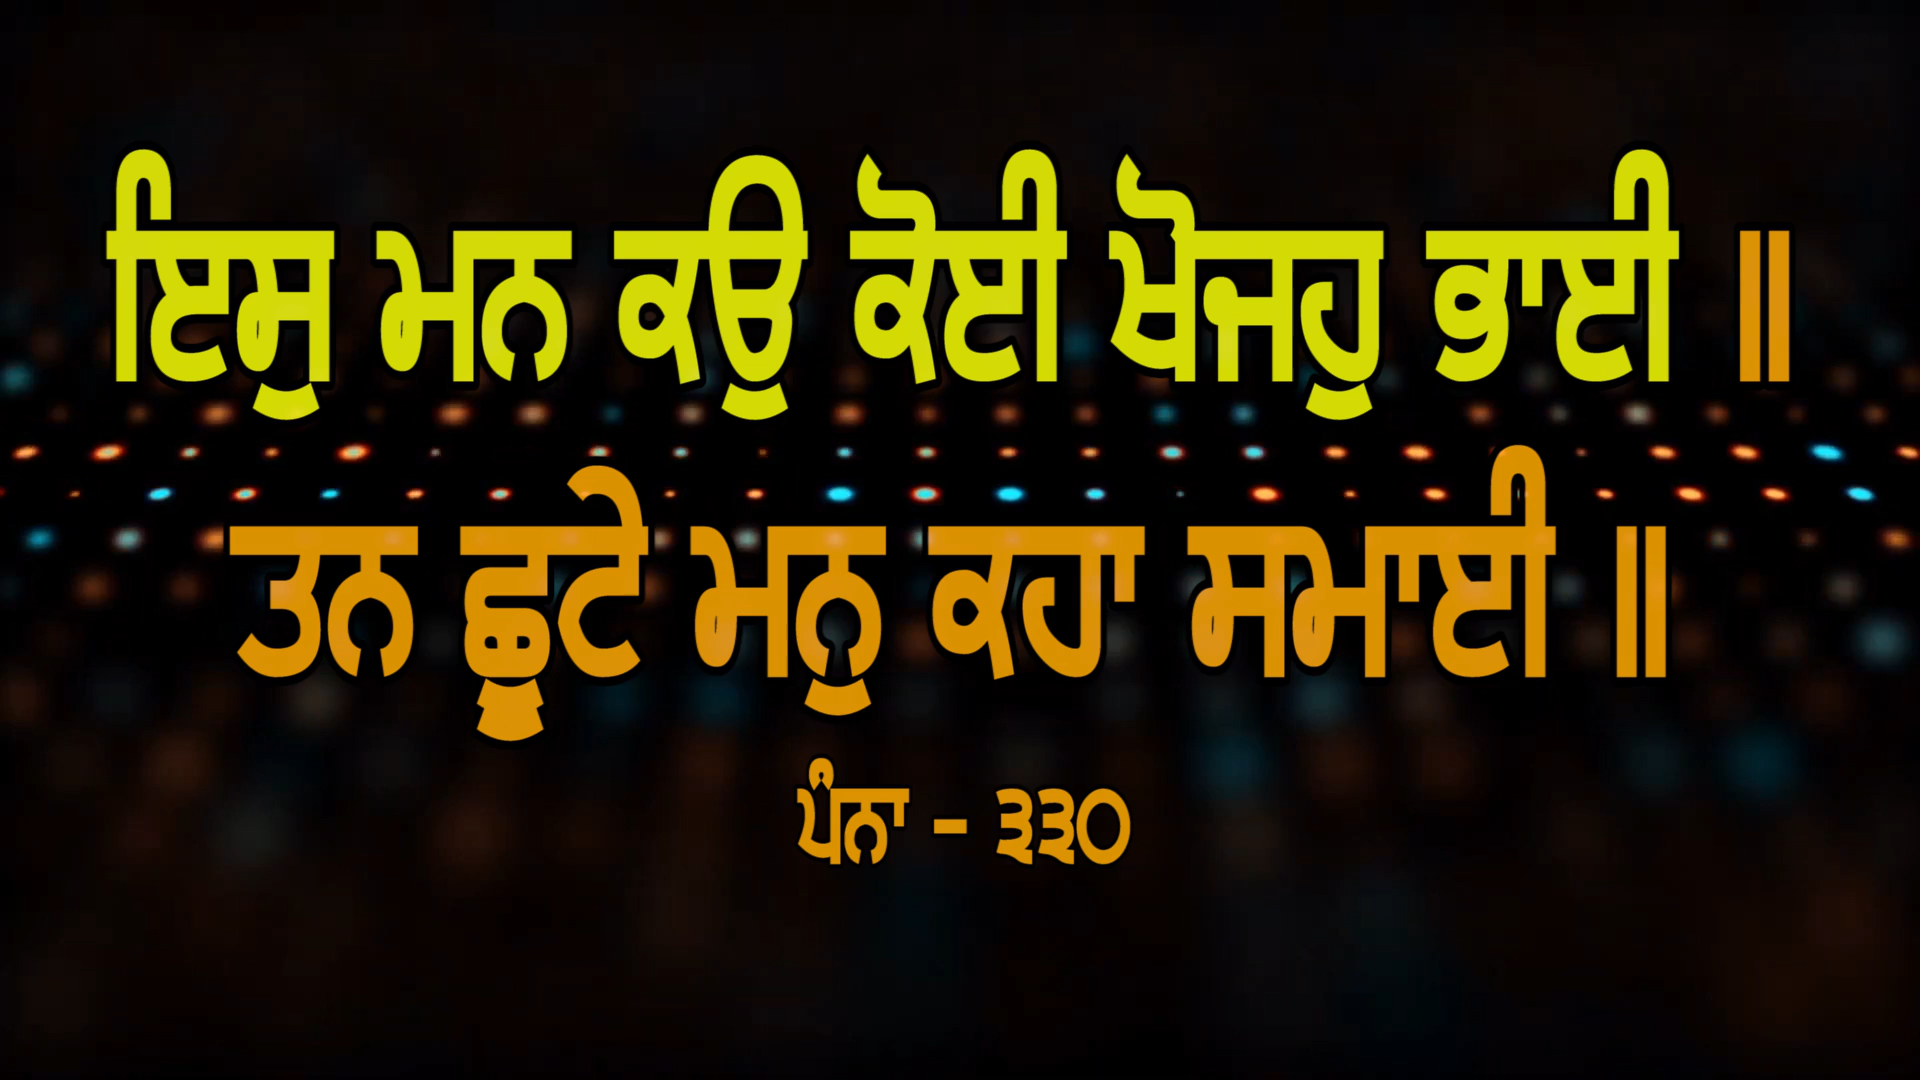 ਇਸੁ ਮਨ ਕਉ ਕੋਈ ਖੋਜਹੁ ਭਾਈ ॥
ਤਨ ਛੂਟੇ ਮਨੁ ਕਹਾ ਸਮਾਈ ॥
ਪੰਨਾ - ੩੩੦